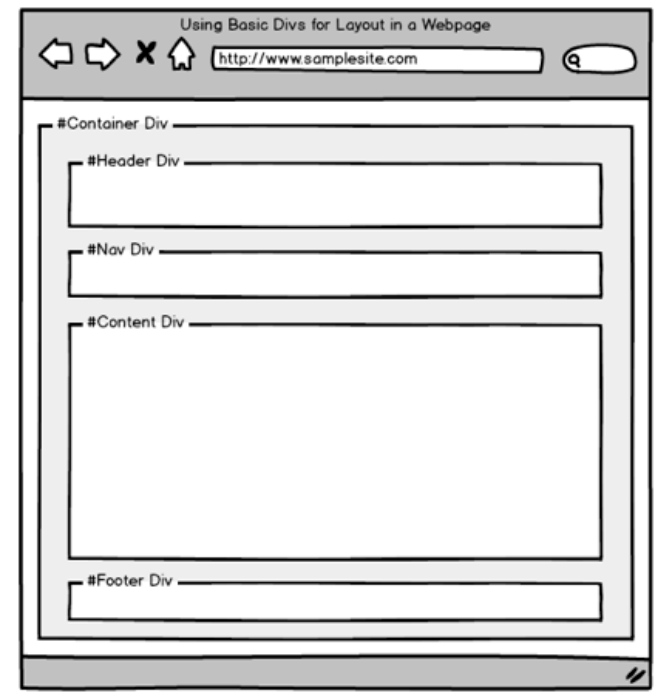 Using Basic Divs for Layout in a Webpage
http://www.samplesite.com
#Container Div
#Header Div
#Nav Div
#Content Div
#Footer Div